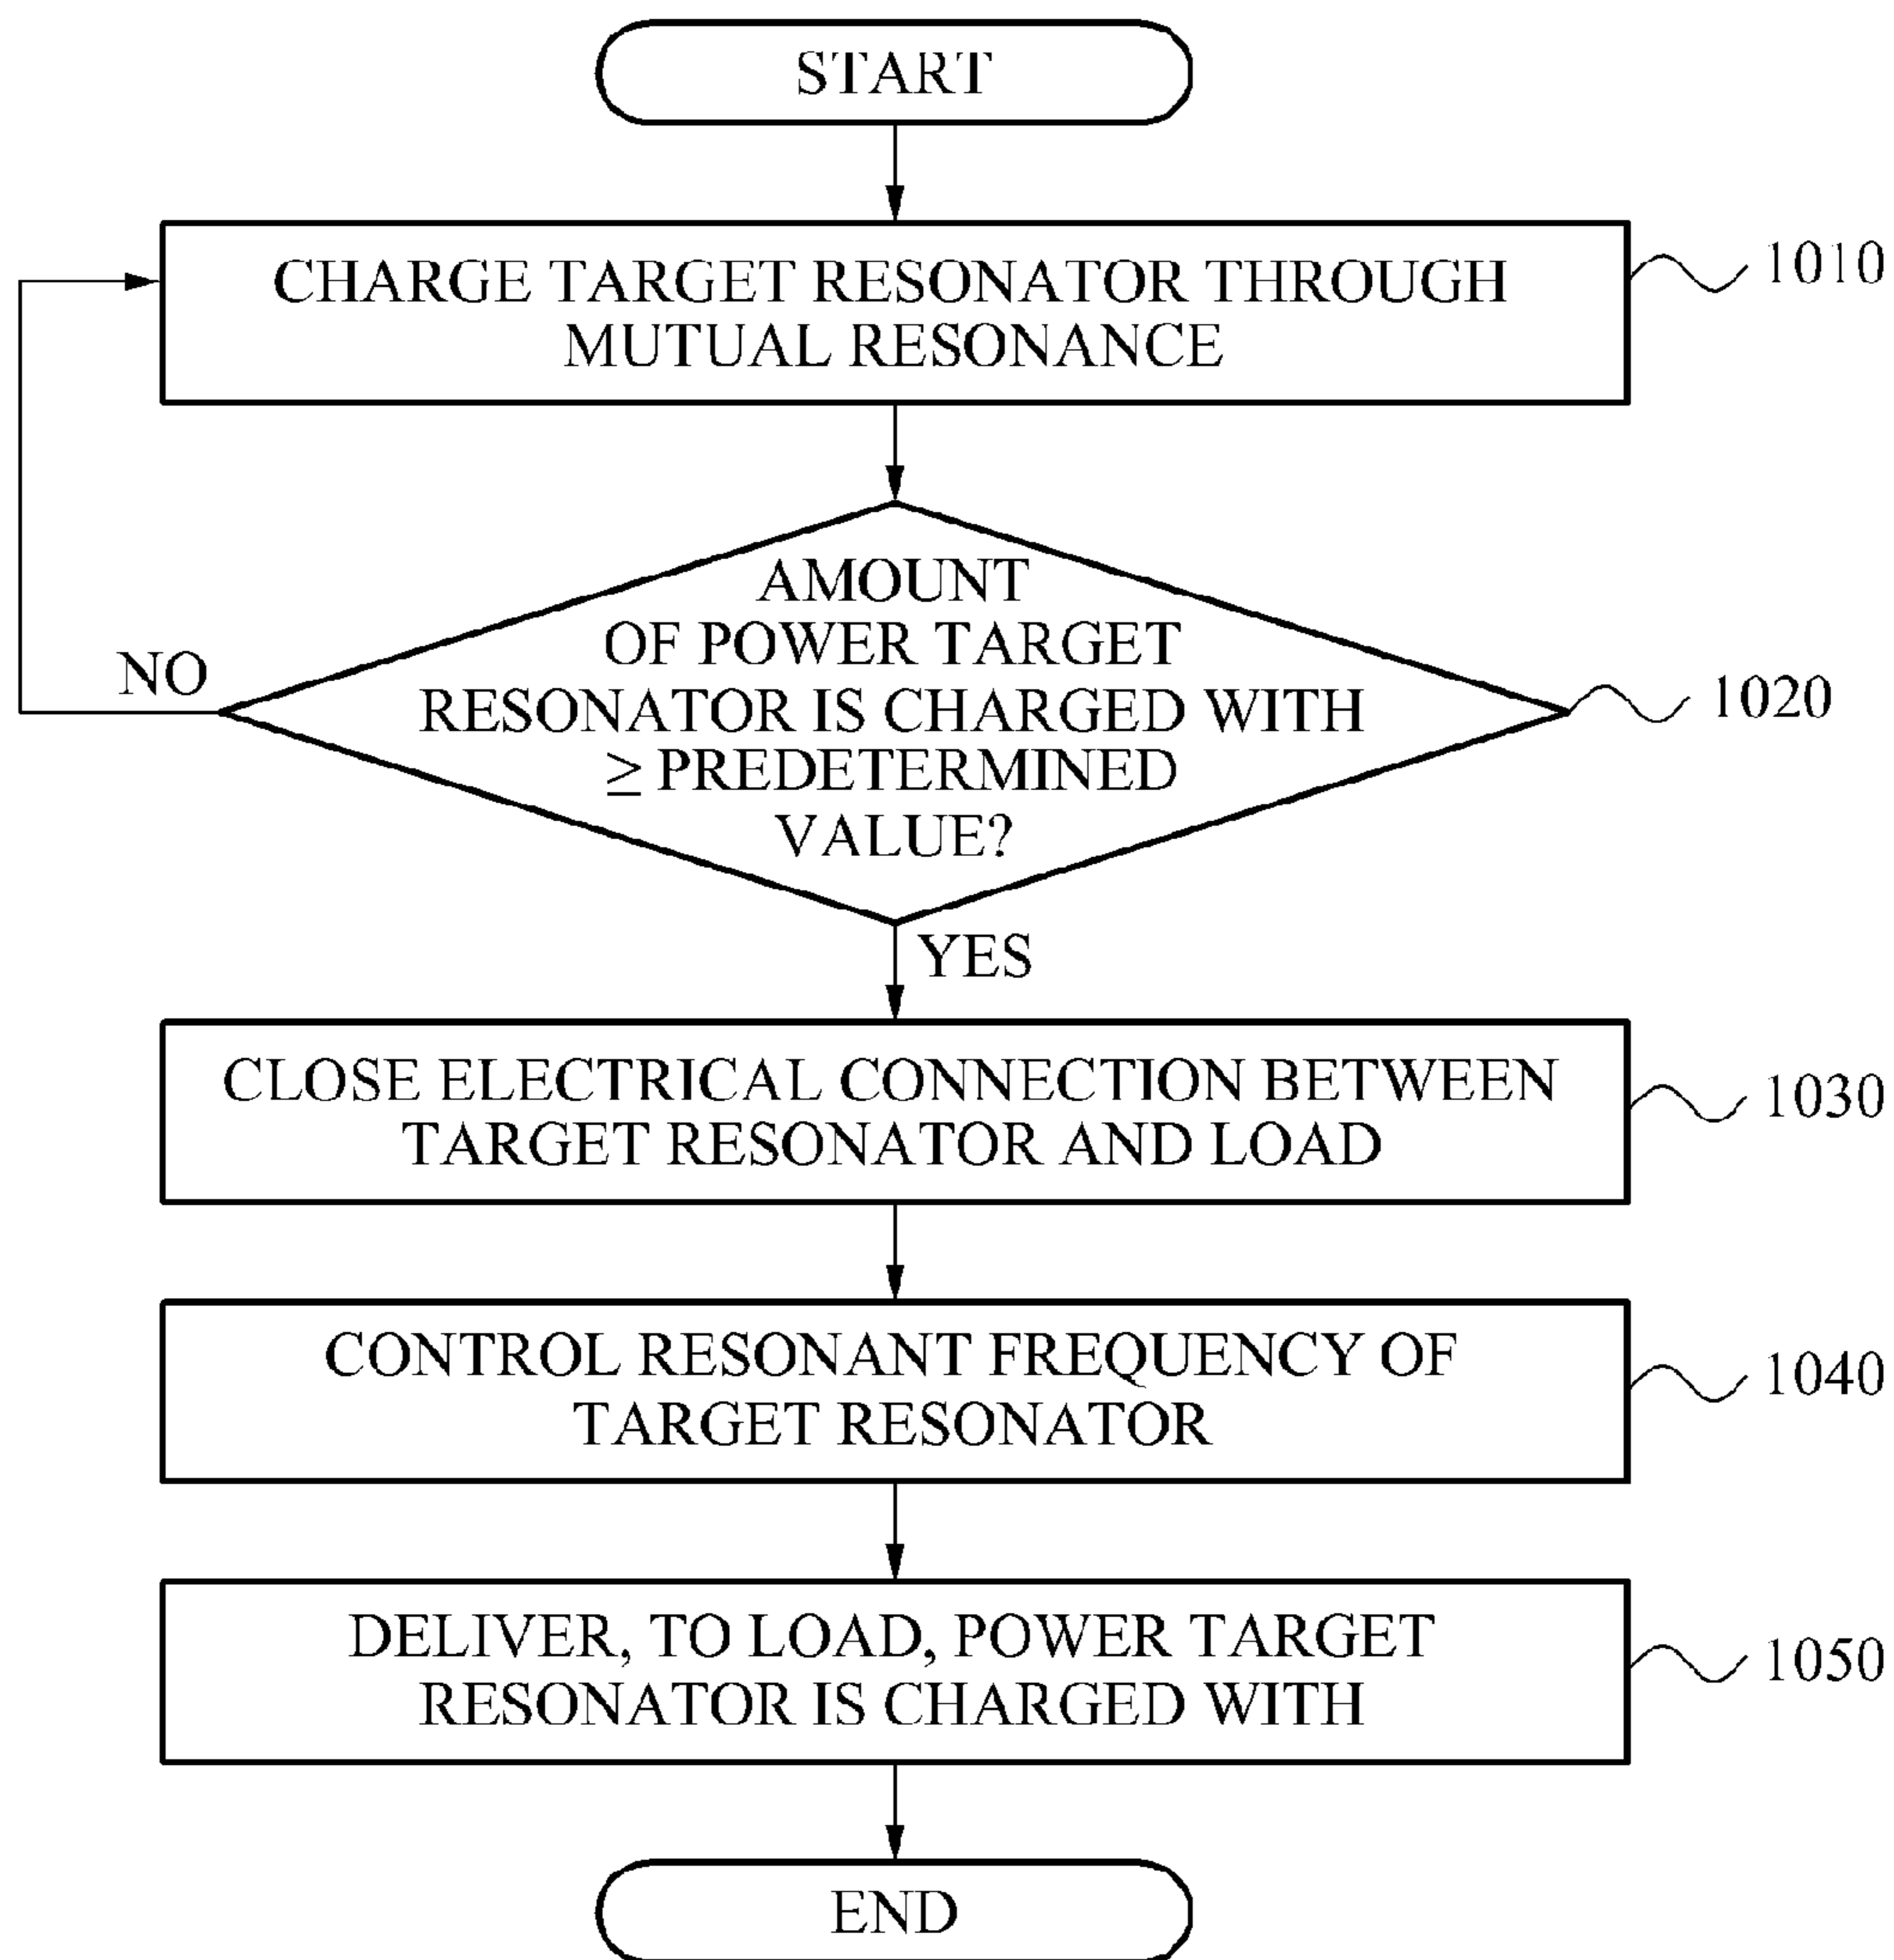 START
CHARGE TARGET RESONATOR THROUGH
MUTUAL RESONANCE
1010
AMOUNT
OF POWER TARGET
RESONATOR IS CHARGED WITH
≥ PREDETERMINED
VALUE?
1020
NO
YES
CLOSE ELECTRICAL CONNECTION BETWEEN
TARGET RESONATOR AND LOAD
1030
CONTROL RESONANT FREQUENCY OF
TARGET RESONATOR
1040
DELIVER, TO LOAD, POWER TARGET
RESONATOR IS CHARGED WITH
1050
END